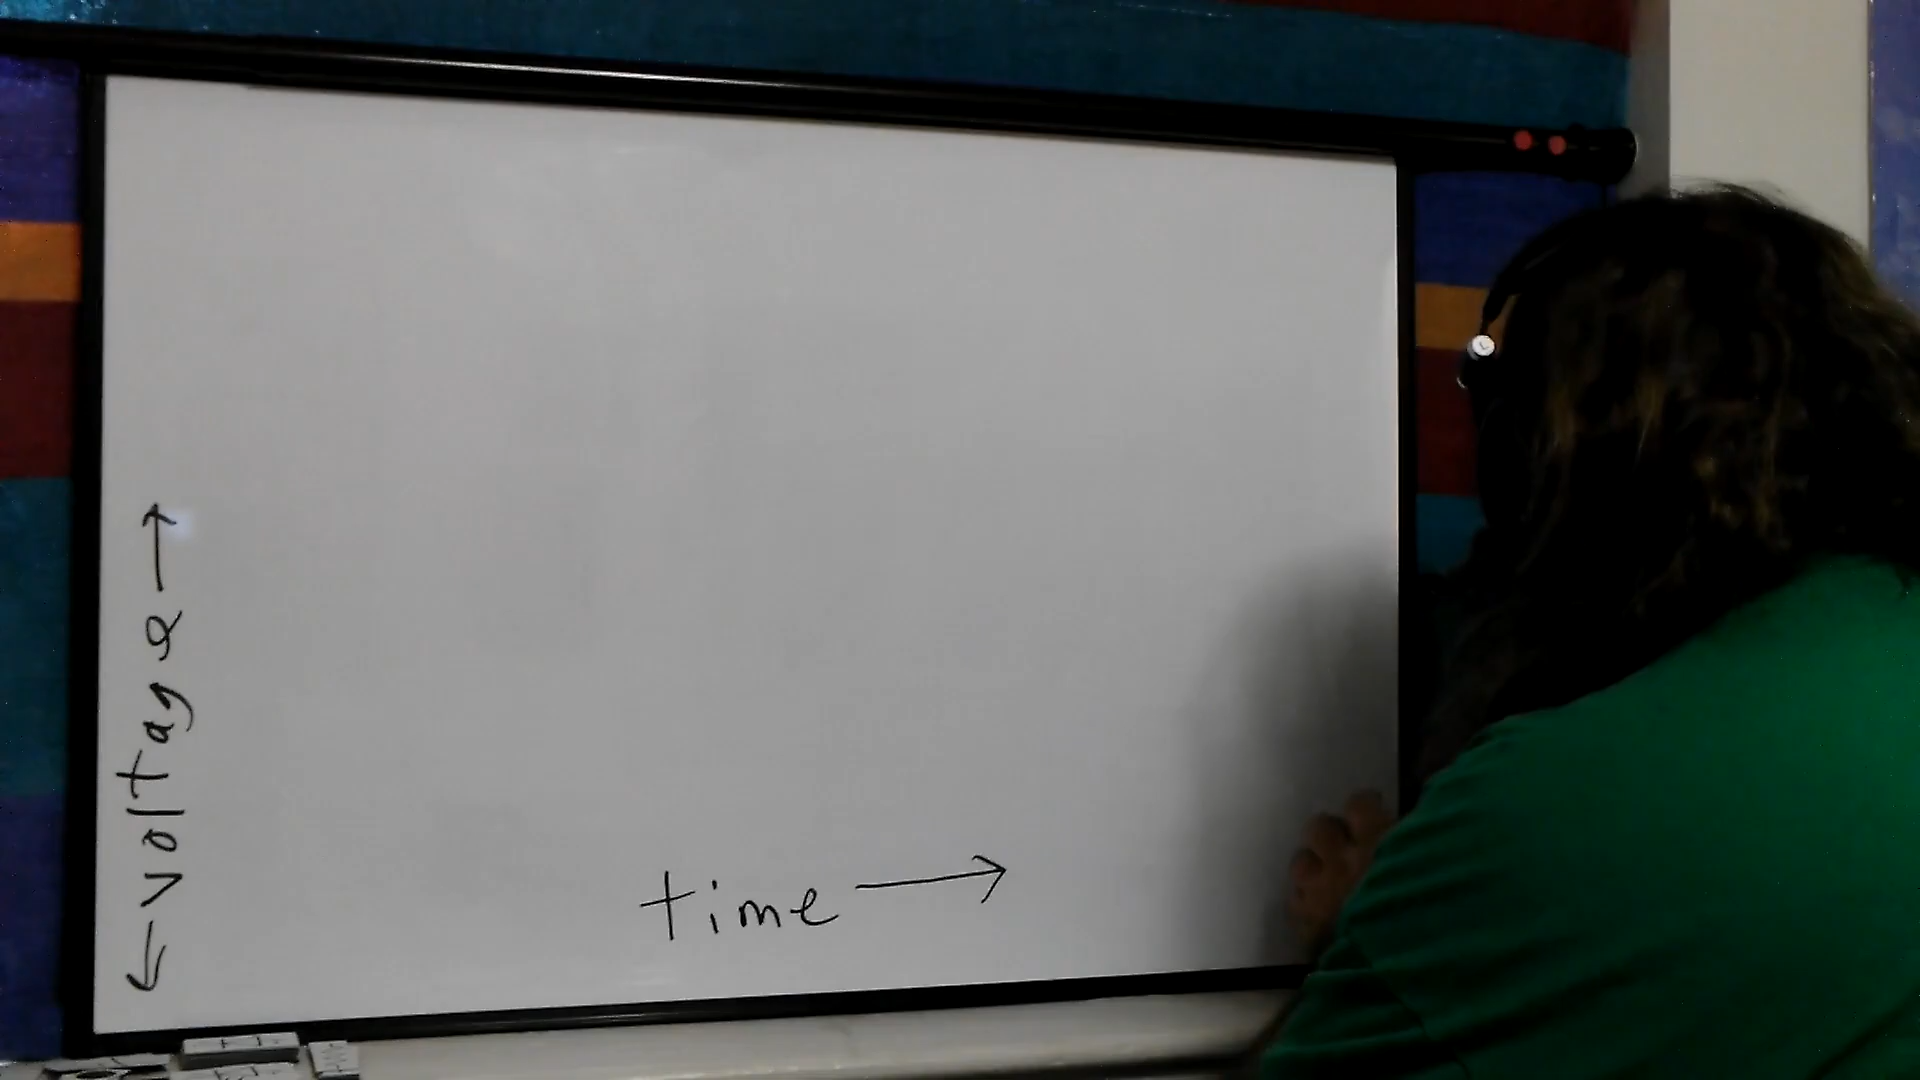 ← voltage →
time →